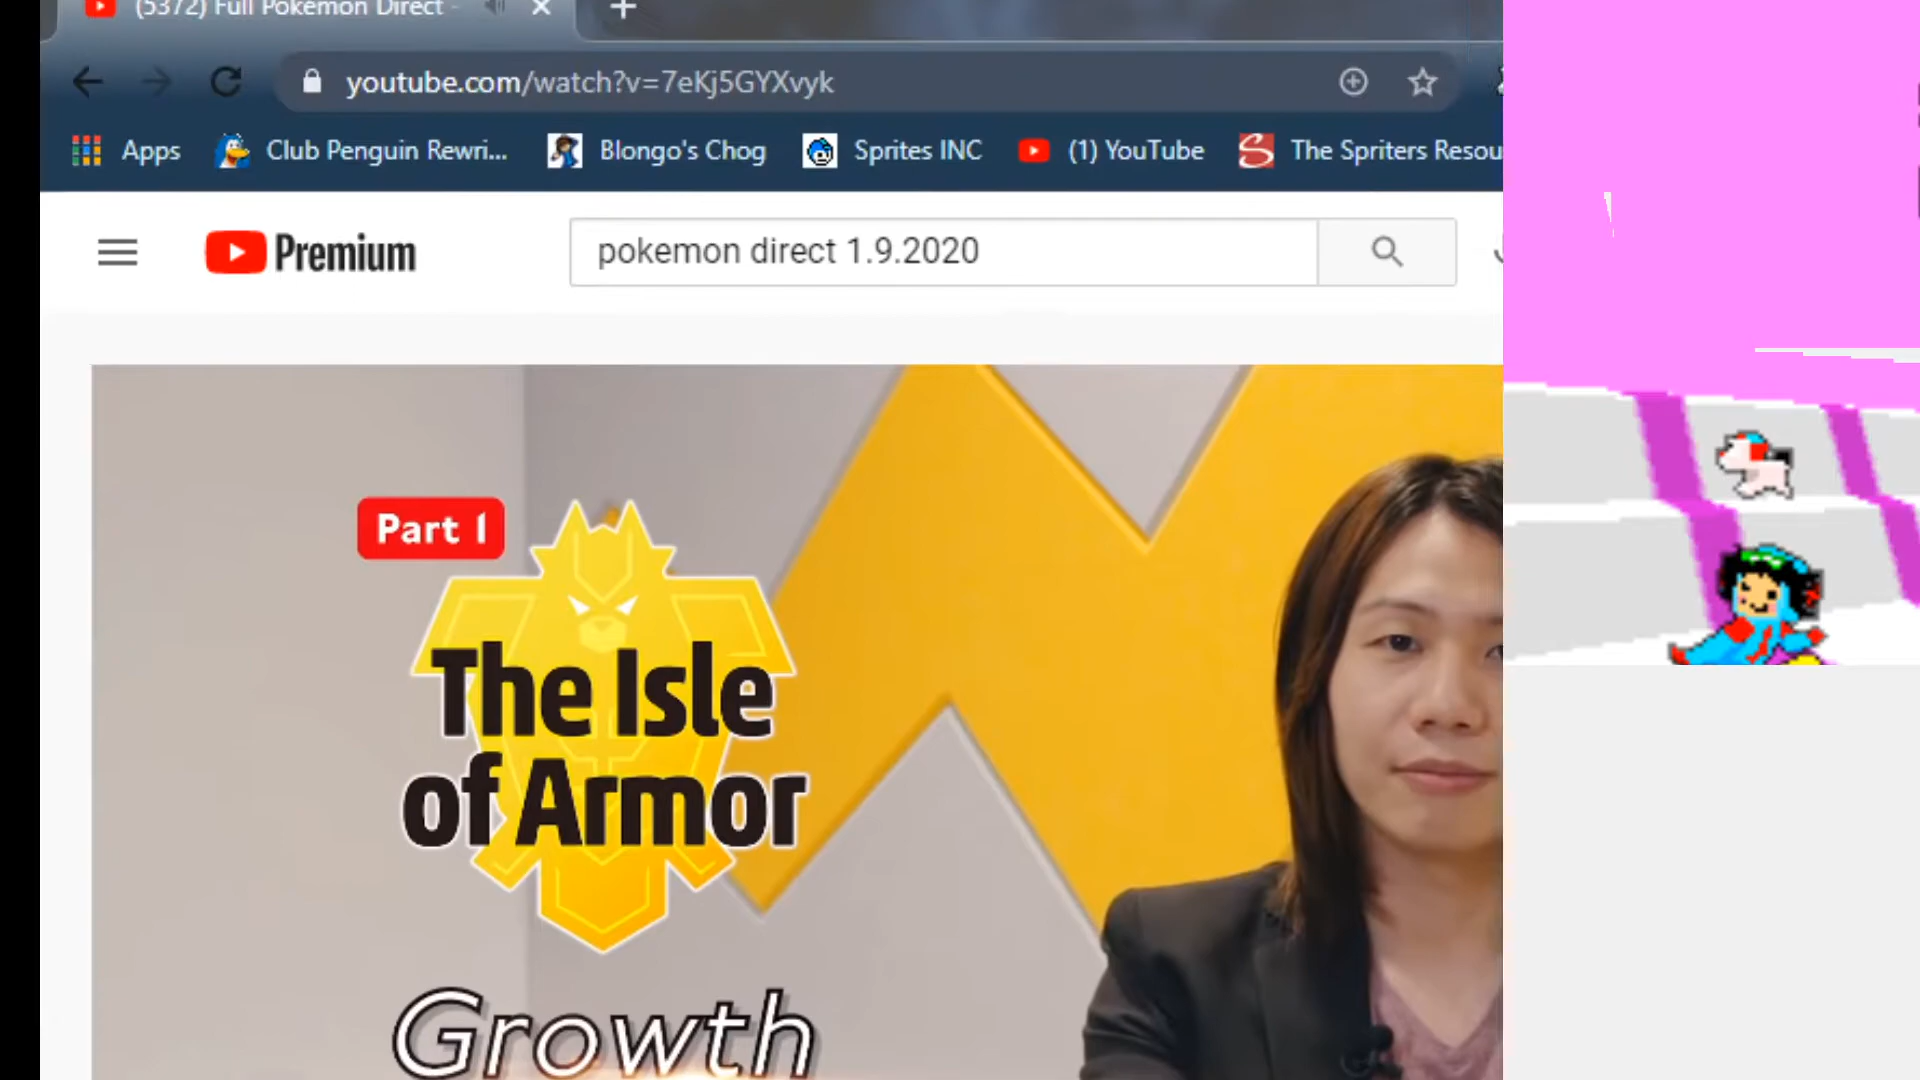 (5372) Full Pokemon Direct -
youtube.com/watch?v=7eKj5GYXvyk
Apps Club Penguin Rewri... Blongo's Chog Sprites INC (1) YouTube The Spriters Resou
Premium pokemon direct 1.9.2020
Part 1
The Isle
of Armor
Growth